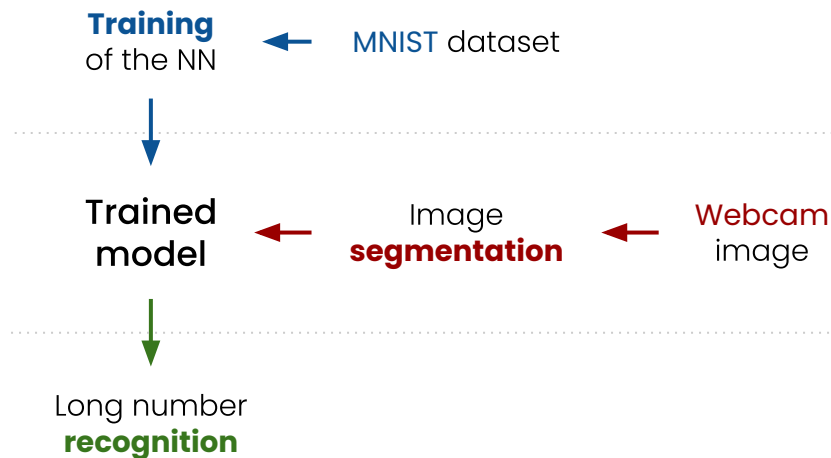 Training
of the NN
MNIST dataset
Trained
model
Image
segmentation
Webcam
image
Long number
recognition